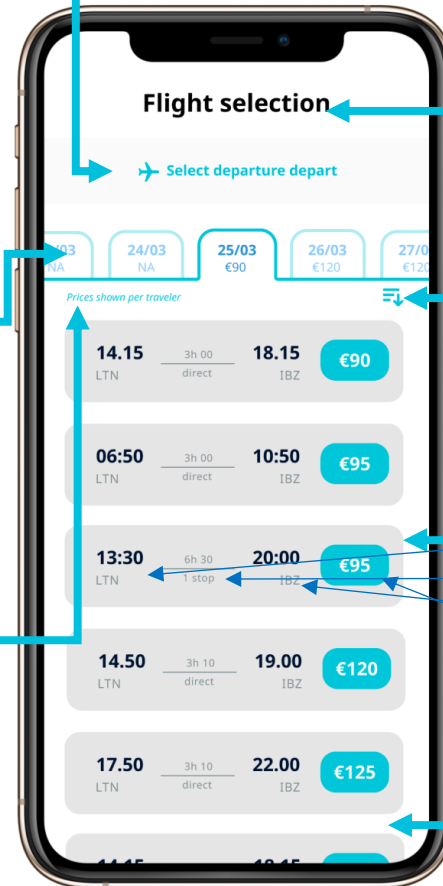 Flight selection
Select departure depart
/03 24/03 25/03 26/03 27/0
NA NA €90 €120 €120
Prices shown per traveler
14.15 3h 00 18.15 €90
LTN direct IBZ
06:50 3h 00 10:50 €95
LTN direct IBZ
13:30 6h 30 20:00 €95
LTN 1 stop IBZ
14.50 3h 10 19.00 €120
LTN direct IBZ
17.50 3h 10 22.00 €125
LTN direct IBZ